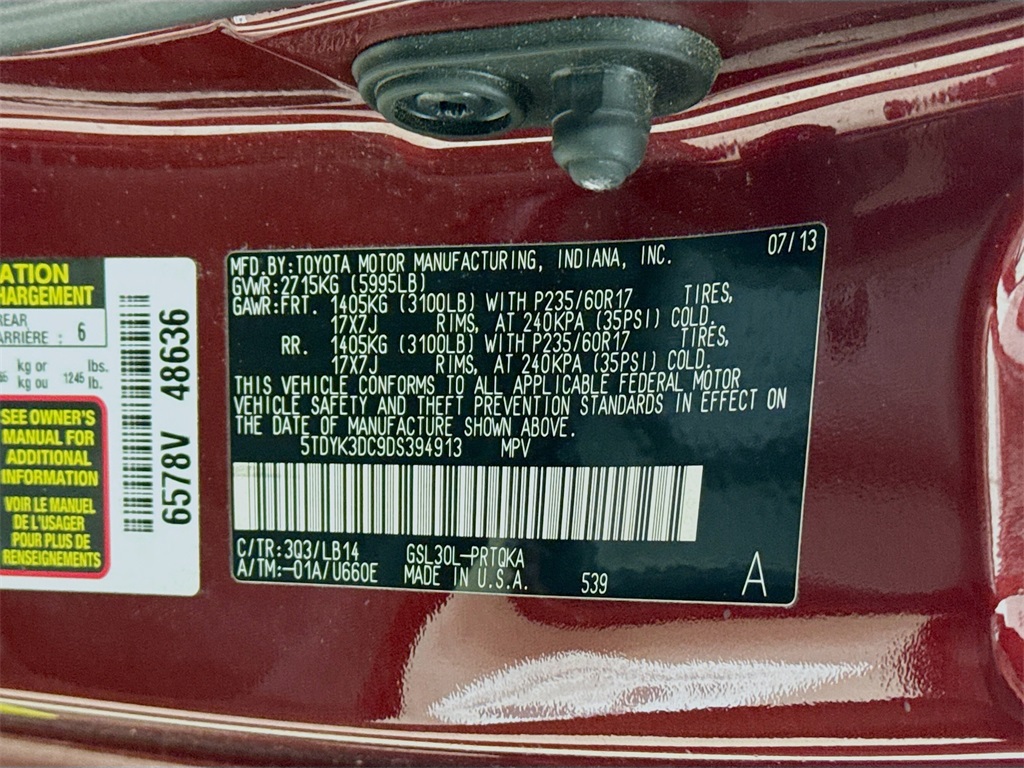 ATION
HARGEMENT
REAR
ARRIÈRE : 6
kg or lbs.
kg ou 1245 lb.
SEE OWNER'S
MANUAL FOR
ADDITIONAL
INFORMATION
VOIR LE MANUEL
DE L'USAGER
POUR PLUS DE
RENSEIGNEMENTS
6578V 48636
07/13
MFD.BY:TOYOTA MOTOR MANUFACTURING, INDIANA, INC.
GVWR:2715KG (5995LB)
GAWR:FRT. 1405KG (3100LB) WITH P235/60R17 TIRES,
17X7J RIMS, AT 240KPA (35PSI) COLD.
RR. 1405KG (3100LB) WITH P235/60R17 TIRES,
17X7J RIMS, AT 240KPA (35PSI) COLD.
THIS VEHICLE CONFORMS TO ALL APPLICABLE FEDERAL MOTOR
VEHICLE SAFETY AND THEFT PREVENTION STANDARDS IN EFFECT ON
THE DATE OF MANUFACTURE SHOWN ABOVE.
5TDYK3DC9DS394913 MPV
C/TR:3Q3/LB14 GSL30L-PRTQKA
A/TM:-01A/U660E MADE IN U.S.A. 539 A